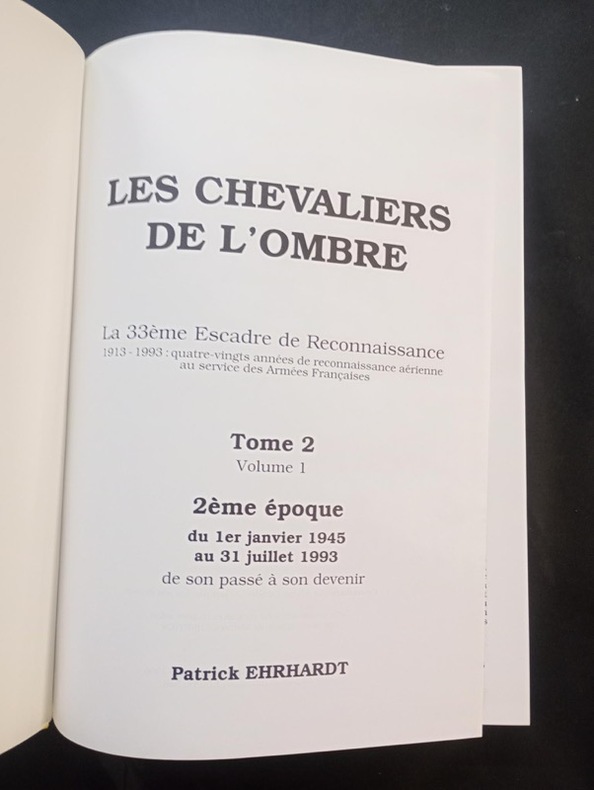 LES CHEVALIERS
DE L'OMBRE
La 33ème Escadre de Reconnaissance
1913 - 1993 : quatre-vingts années de reconnaissance aérienne
au service des Armées Françaises
Tome 2
Volume 1
2ème époque
du 1er janvier 1945
au 31 juillet 1993
de son passé à son devenir
Patrick EHRHARDT